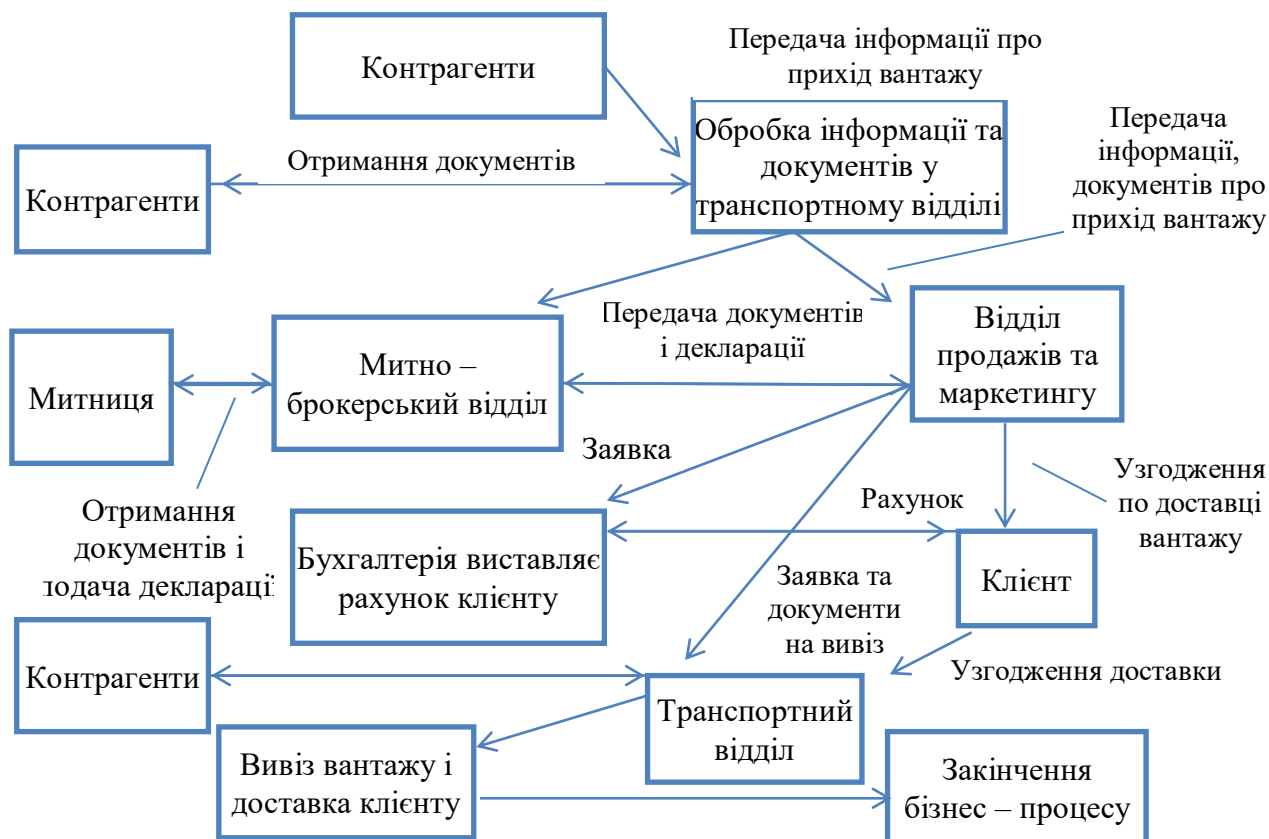 Контрагенти
Передача інформації про
прихід вантажу
Обробка інформації та
документів у
транспортному відділі
Передача
інформації,
документів про
прихід вантажу
Отримання документів
Контрагенти
Передача документів
і декларації
Відділ
продажів та
маркетингу
Митниця
Митно –
брокерський відділ
Заявка
Отримання
документів і
подача декларації
Рахунок
Узгодження
по доставці
вантажу
Бухгалтерія виставляє
рахунок клієнту
Клієнт
Заявка та
документи
на вивіз
Контрагенти
Узгодження доставки
Транспортний
відділ
Вивіз вантажу і
доставка клієнту
Закінчення
бізнес – процесу